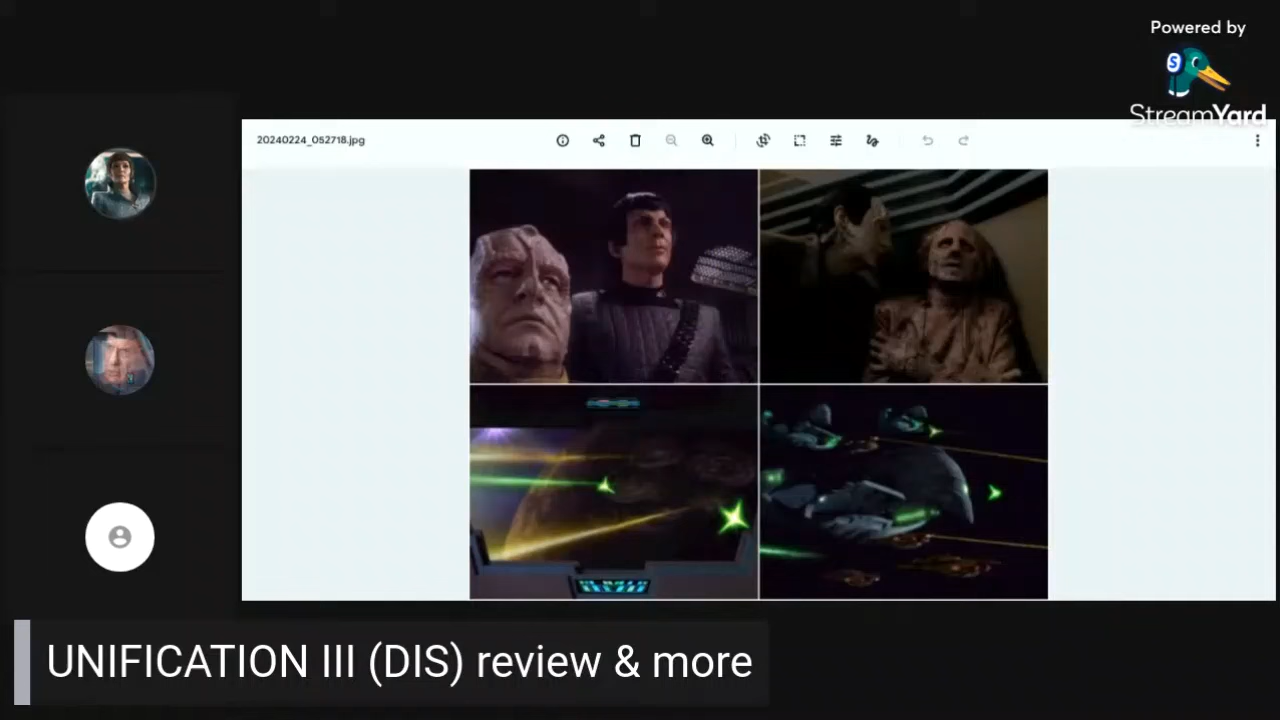 Powered by
StreamYard
20240224_052718.jpg
UNIFICATION III (DIS) review & more